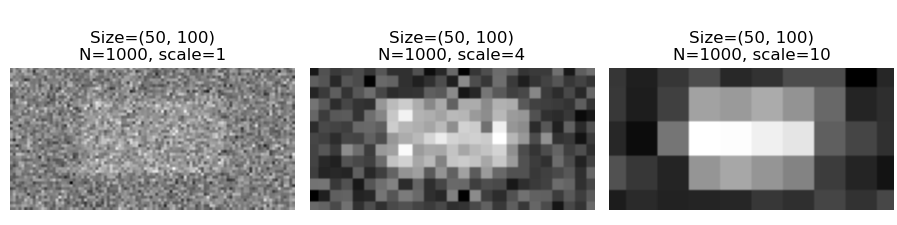 Size=(50, 100)
N=1000, scale=1
Size=(50, 100)
N=1000, scale=4
Size=(50, 100)
N=1000, scale=10